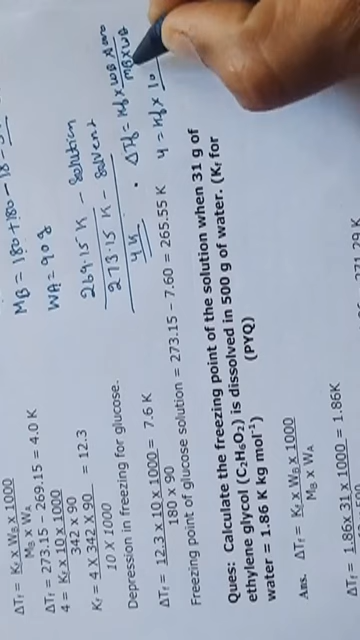 MB = 180+180-18
WA = 90g
269.15 K - Solution
273.15 K - Solvent
4K
ΔTf = Kf x WB x 1000
MB x WA
4 = Kf x 10
ΔTf = Kf x WB x 1000
MB x WA
ΔTf = 273.15 - 269.15 = 4.0 K
4 = Kf x 10 x 1000
342 x 90
Kf = 4 X 342 X 90 = 12.3
10 X 1000
Depression in freezing for glucose.
ΔTf = 12.3 x 10 x 1000 = 7.6 K
180 X 90
Freezing point of glucose solution = 273.15 - 7.60 = 265.55 K
Ques: Calculate the freezing point of the solution when 31 g of
ethylene glycol (C2H6O2) is dissolved in 500 g of water. (Kf for
water = 1.86 K kg mol-1) (PYQ)
Ans. ΔTf = Kf x WB x 1000
MB x WA
ΔTf = 1.86x 31 x 1000 = 1.86K
271.29 K